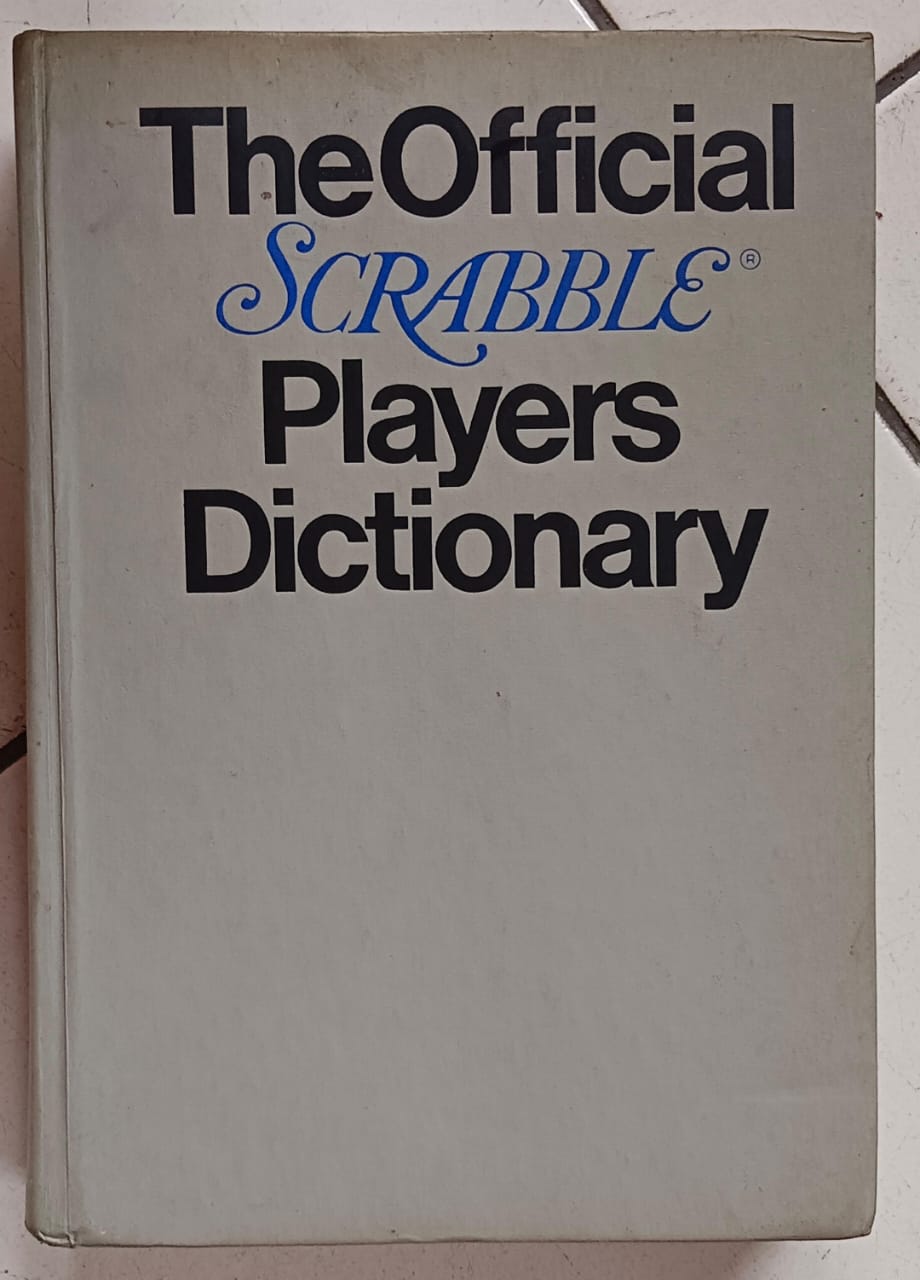 The Official
SCRABBLE®
Players
Dictionary